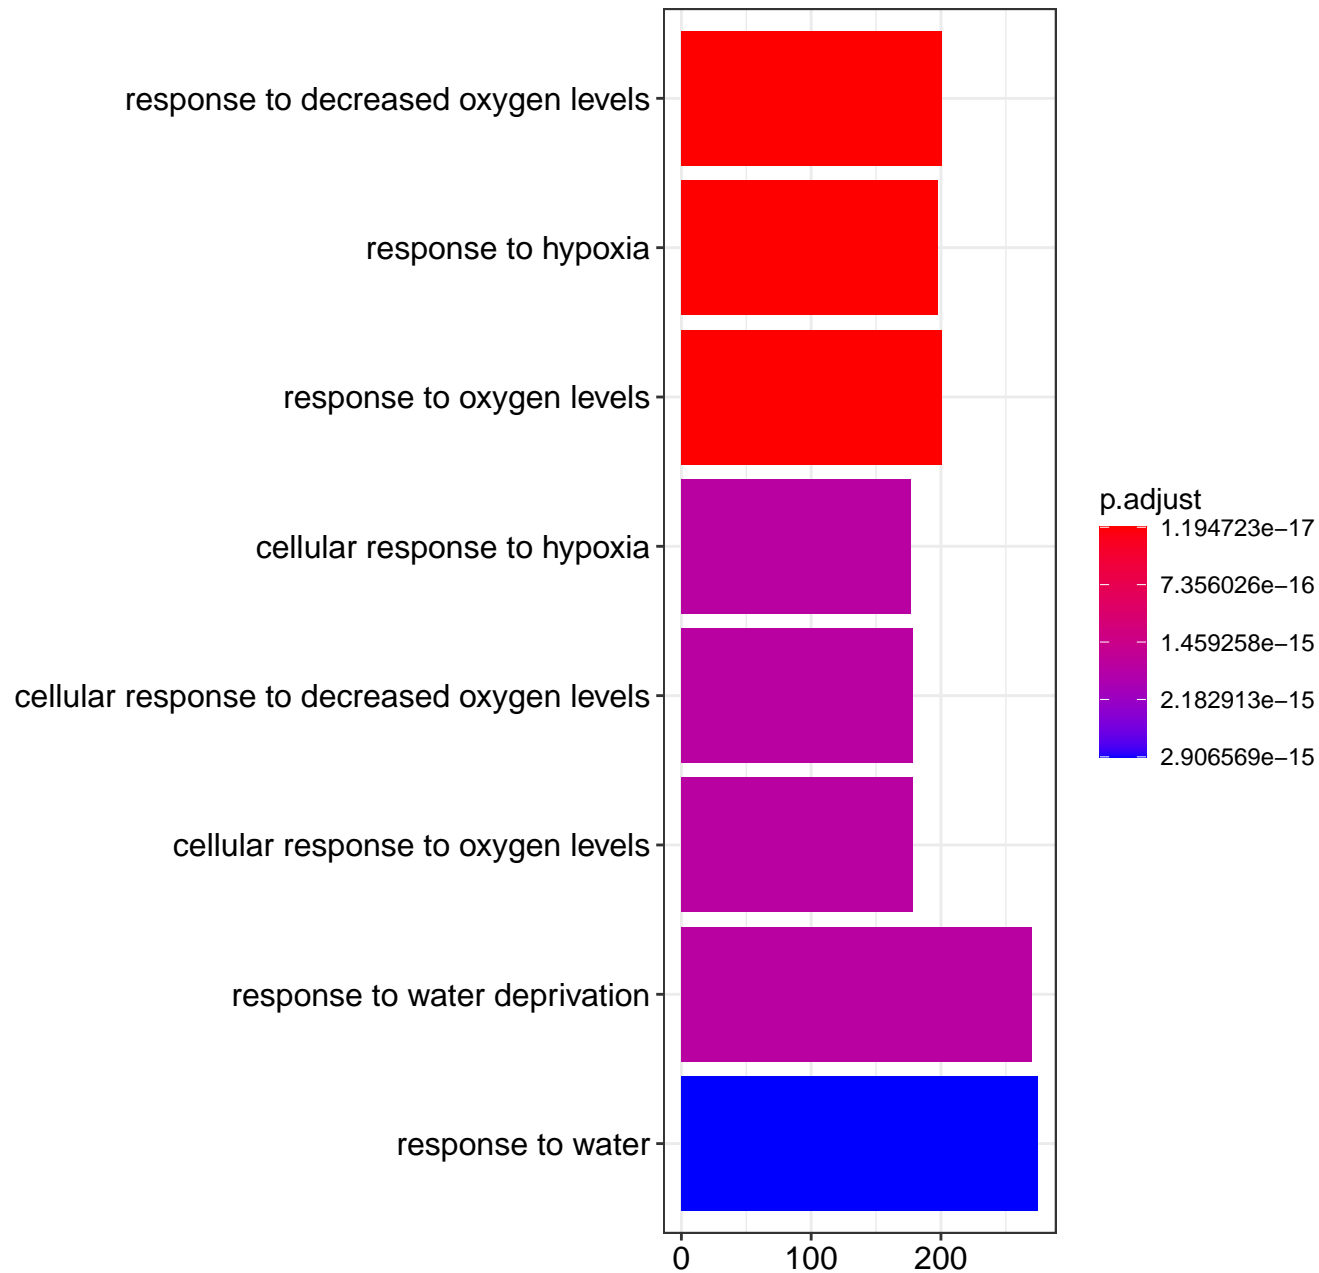 response to decreased oxygen levels
response to hypoxia
response to oxygen levels
cellular response to hypoxia
cellular response to decreased oxygen levels
cellular response to oxygen levels
response to water deprivation
response to water
0 100 200
p.adjust
1.194723e−17
7.356026e−16
1.459258e−15
2.182913e−15
2.906569e−15